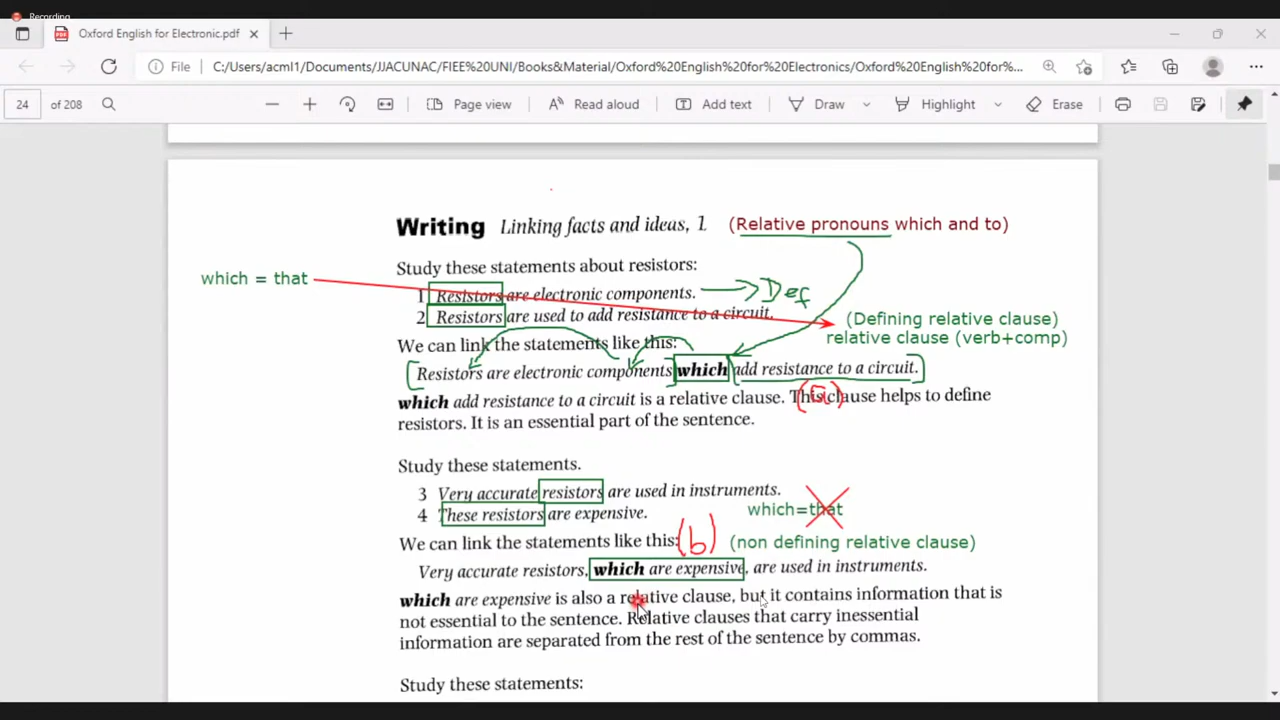 Recording
Oxford English for Electronic.pdf
File C:/Users/acml1/Documents/JJACUNAC/FIEE%20UNI/Books&Material/Oxford%20English%20for%20Electronics/Oxford%20English%20for%...
24 of 208 Page view Read aloud Add text Draw Highlight Erase
Writing Linking facts and ideas, 1 (Relative pronouns which and to)
Study these statements about resistors:
which = that
1 Resistors are electronic components. Def
2 Resistors are used to add resistance to a circuit.
(Defining relative clause)
relative clause (verb+comp)
We can link the statements like this:
Resistors are electronic components which add resistance to a circuit.
which add resistance to a circuit is a relative clause. This clause helps to define
(a)
resistors. It is an essential part of the sentence.
Study these statements.
3 Very accurate resistors are used in instruments.
4 These resistors are expensive.
which=that
We can link the statements like this: (b) (non defining relative clause)
Very accurate resistors, which are expensive, are used in instruments.
which are expensive is also a relative clause, but it contains information that is
not essential to the sentence. Relative clauses that carry inessential
information are separated from the rest of the sentence by commas.
Study these statements: